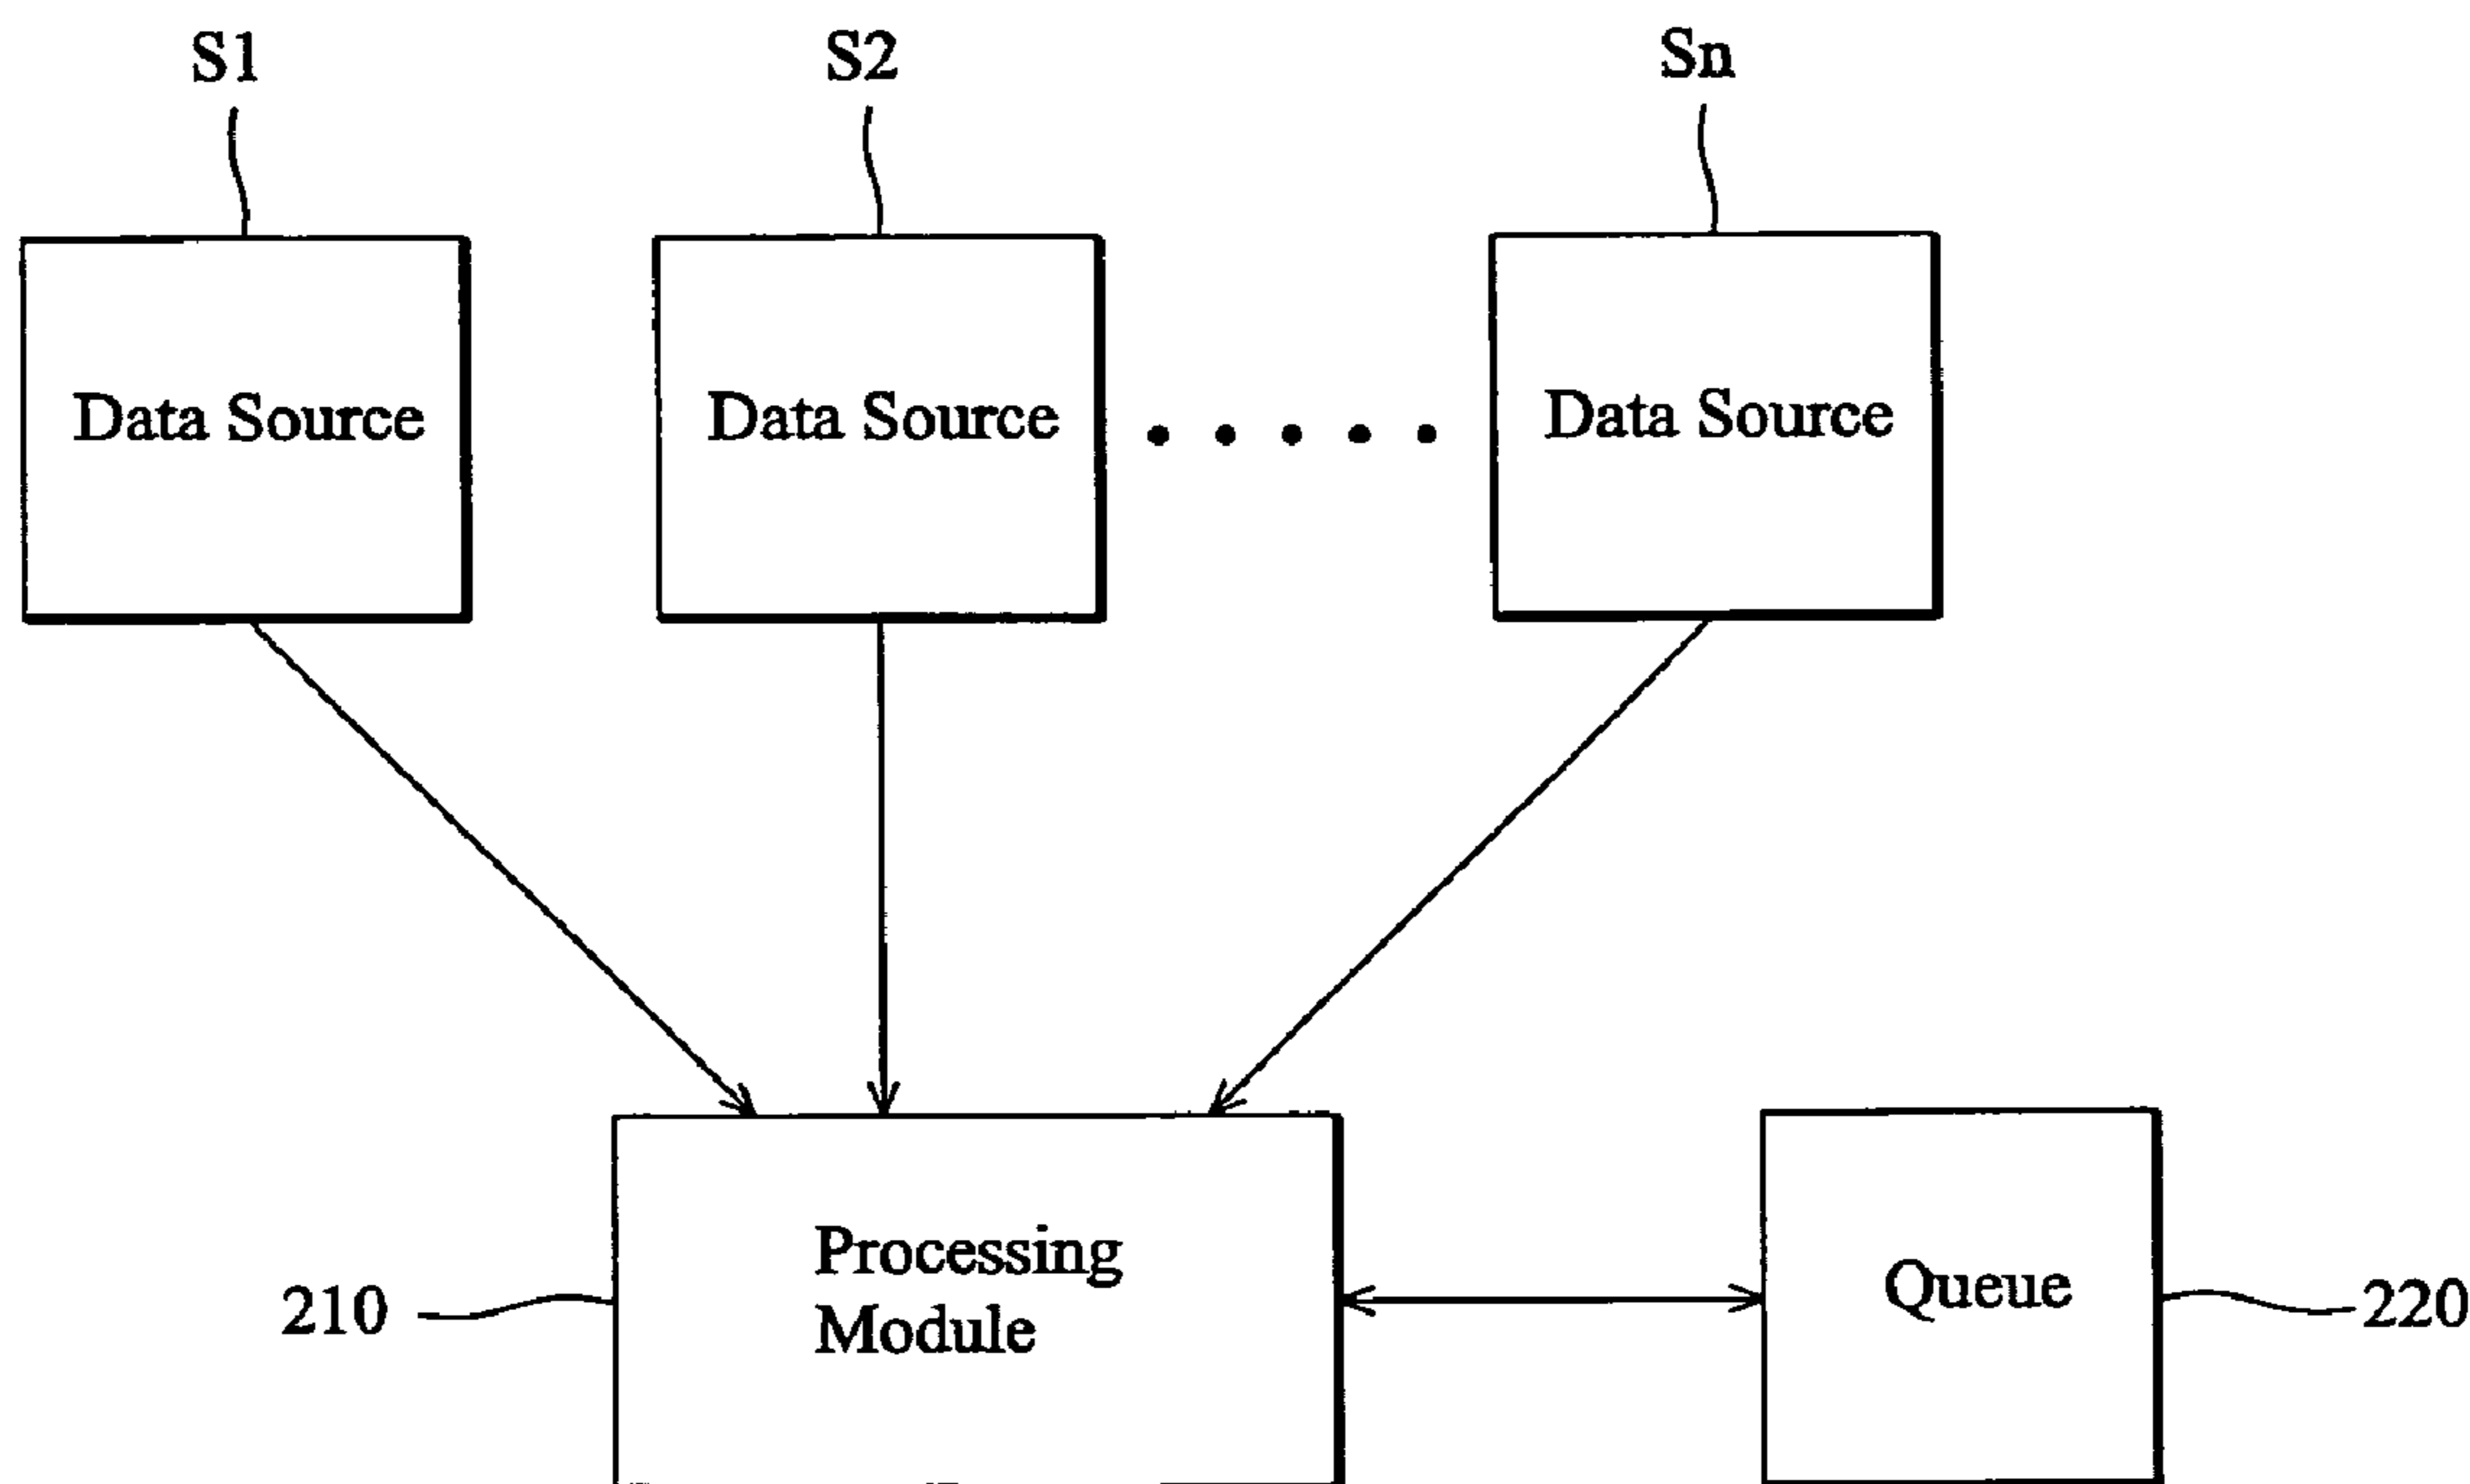 S1
S2
Sn
Data Source
Data Source
Data Source
Processing
Module
Queue
210
220